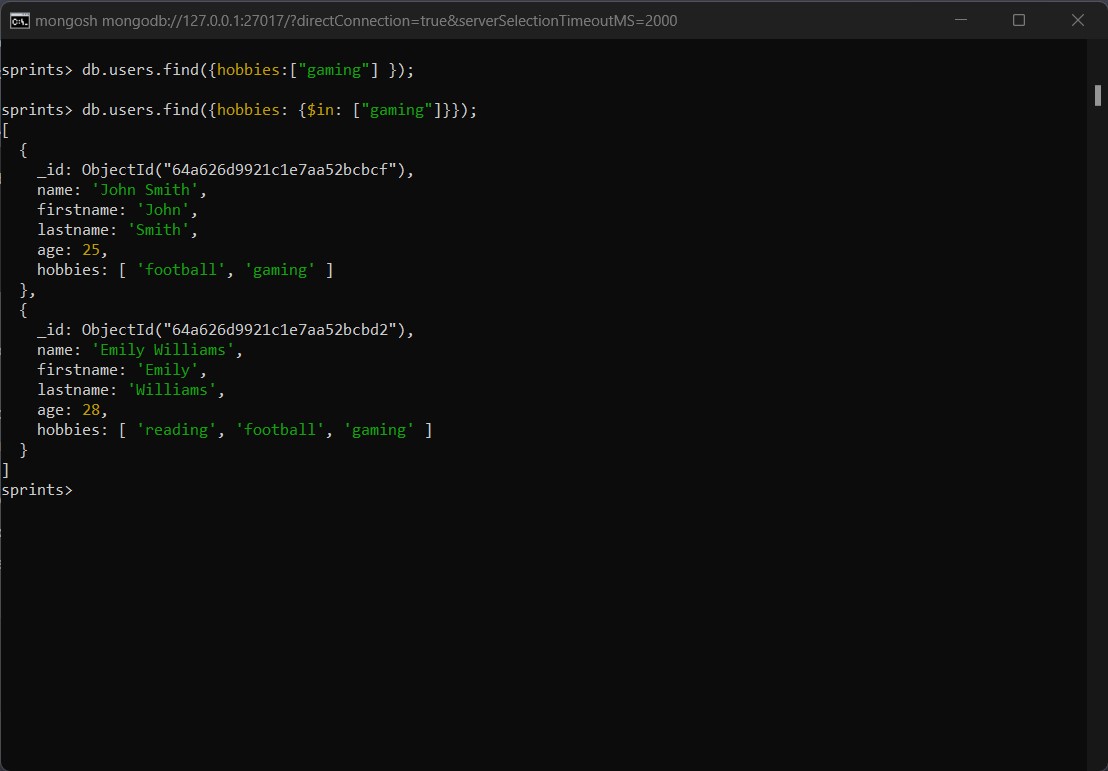 mongosh mongodb://127.0.0.1:27017/?directConnection=true&serverSelectionTimeoutMS=2000
sprints> db.users.find({hobbies:["gaming"] });
sprints> db.users.find({hobbies: {$in: ["gaming"]}});
[
  {
    _id: ObjectId("64a626d9921c1e7aa52bcbcf"),
    name: 'John Smith',
    firstname: 'John',
    lastname: 'Smith',
    age: 25,
    hobbies: [ 'football', 'gaming' ]
  },
  {
    _id: ObjectId("64a626d9921c1e7aa52bcbd2"),
    name: 'Emily Williams',
    firstname: 'Emily',
    lastname: 'Williams',
    age: 28,
    hobbies: [ 'reading', 'football', 'gaming' ]
  }
]
sprints>